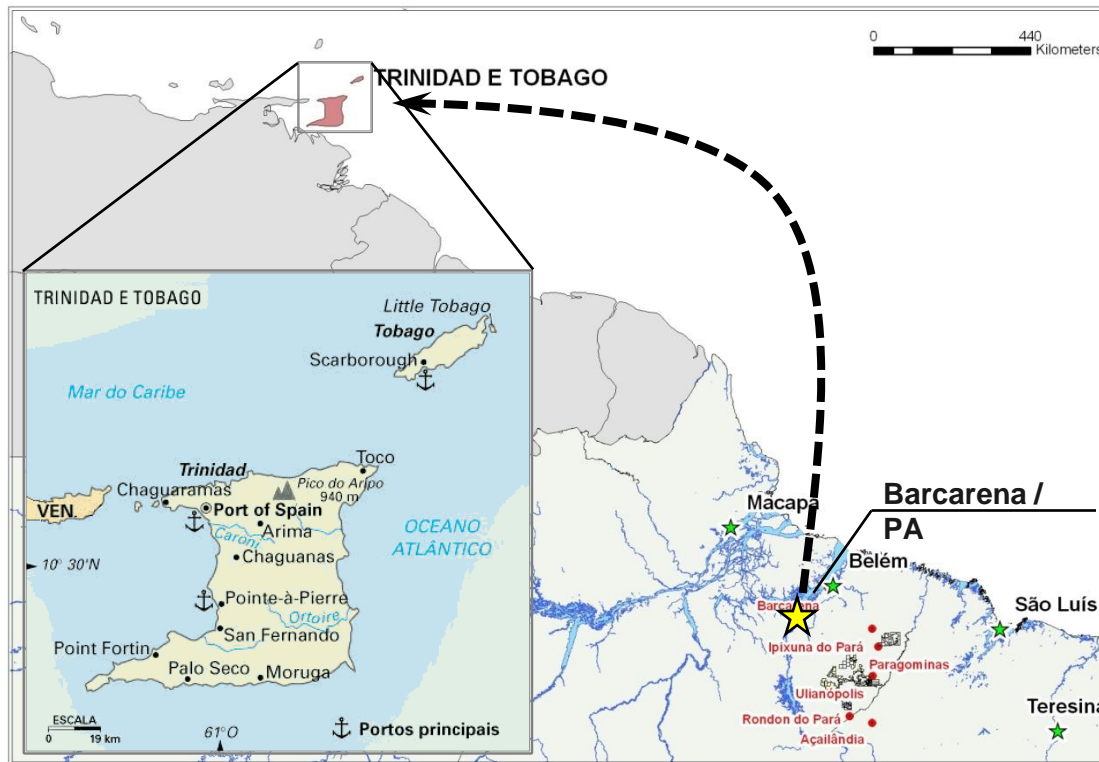 0
440
Kilometers
TRINIDAD E TOBAGO
TRINIDAD E TOBAGO
Little Tobago
Tobago
Scarborough
Mar do Caribe
Toco
Trinidad
Pico do Aripo
940 m
Chaguaramas
VEN.
Port of Spain
Arima
OCEANO
ATLÂNTICO
Caroni
Chaguanas
10° 30'N
Pointe-à-Pierre
Ortoire
San Fernando
Point Fortin
Palo Seco
Moruga
ESCALA
0
19 km
61°O
Portos principais
Barcarena /
PA
Macapá
Belém
Barcarena
São Luís
Ipixuna do Pará
Paragominas
Ulianópolis
Rondon do Pará
Açailândia
Teresina